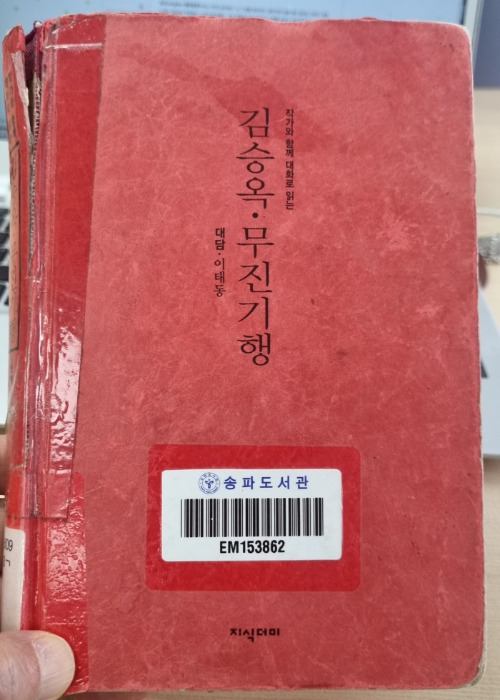 작가와 함께 대화로 읽는
김승옥·무진기행
대담·이태동
송파도서관
EM153862
지식더미